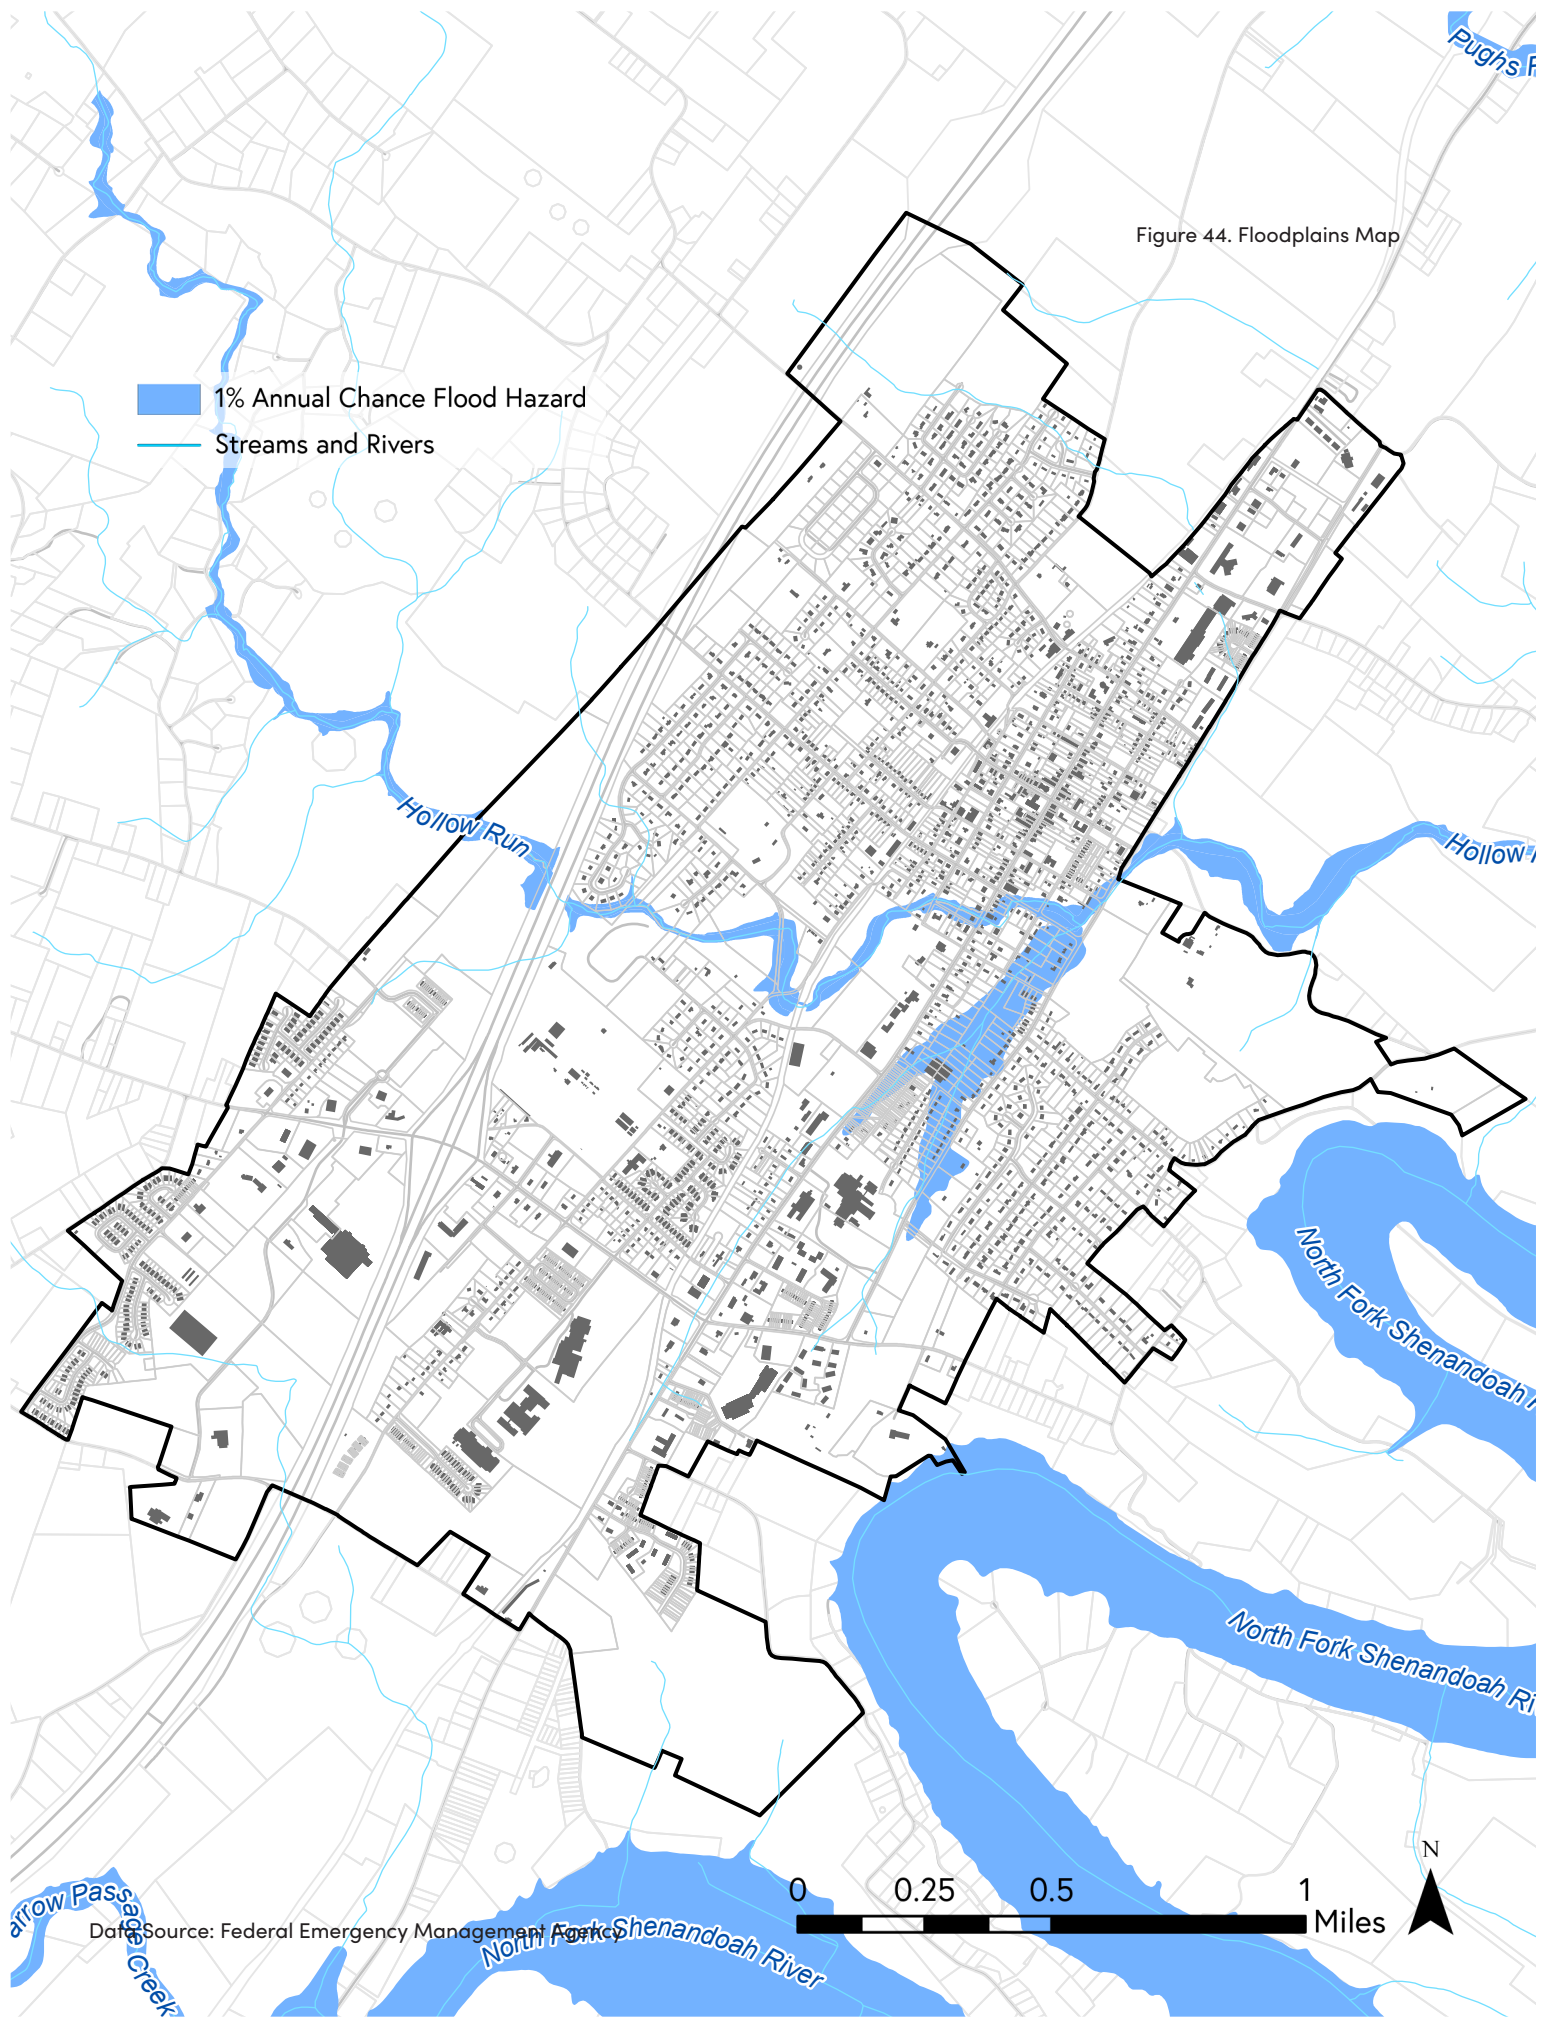 Pughs
Figure 44. Floodplains Map
1% Annual Chance Flood Hazard
Streams and Rivers
Hollow Run
Hollow
North Fork Shenandoah
North Fork Shenandoah Ri
N
0 0.25 0.5 1
Miles
arrow Passage Creek
Data Source: Federal Emergency Management Agency
North Fork Shenandoah River